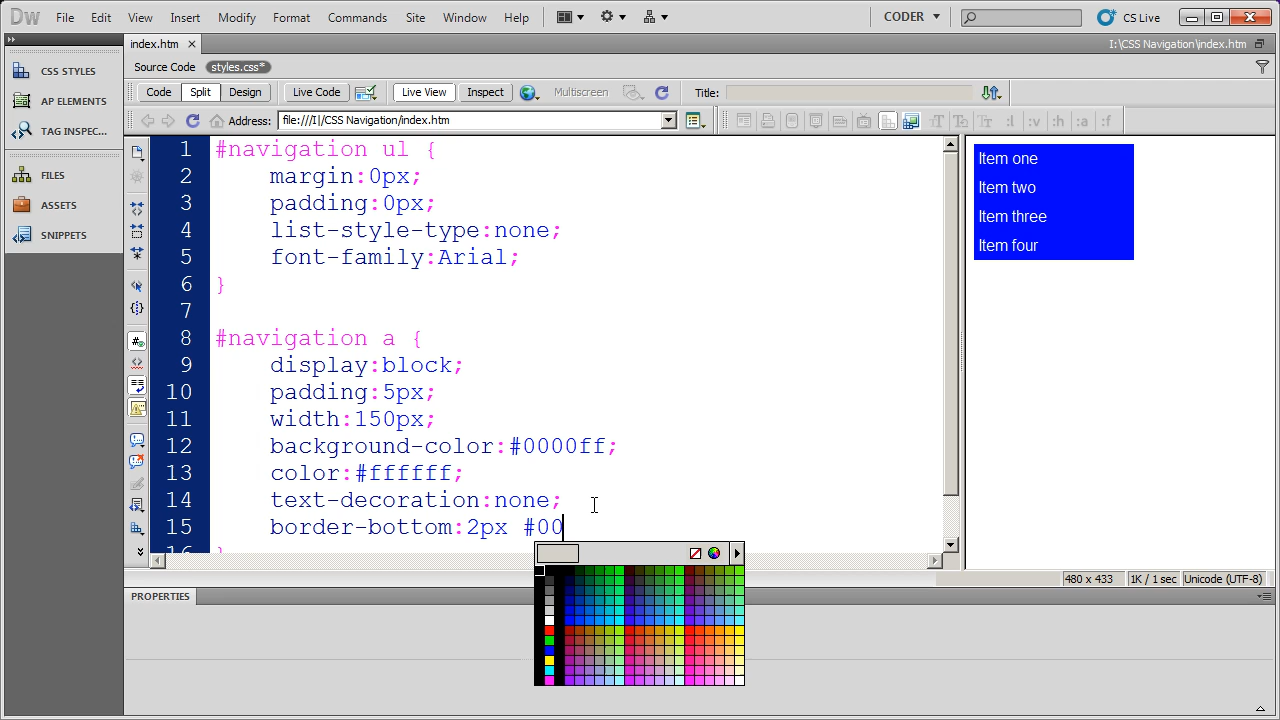 Dw File Edit View Insert Modify Format Commands Site Window Help CODER CS Live
index.htm I:\CSS Navigation\index.htm
Source Code styles.css*
Code Split Design Live Code Live View Inspect Multiscreen Title:
Address: file:///I|/CSS Navigation/index.htm
CSS STYLES
AP ELEMENTS
TAG INSPEC...
FILES
ASSETS
SNIPPETS
1 #navigation ul {
2 margin:0px;
3 padding:0px;
4 list-style-type:none;
5 font-family:Arial;
6 }
7
8 #navigation a {
9 display:block;
10 padding:5px;
11 width:150px;
12 background-color:#0000ff;
13 color:#ffffff;
14 text-decoration:none;
15 border-bottom:2px #00
16 }
Item one
Item two
Item three
Item four
480 x 433 1K / 1 sec Unicode (UTF-8)
PROPERTIES